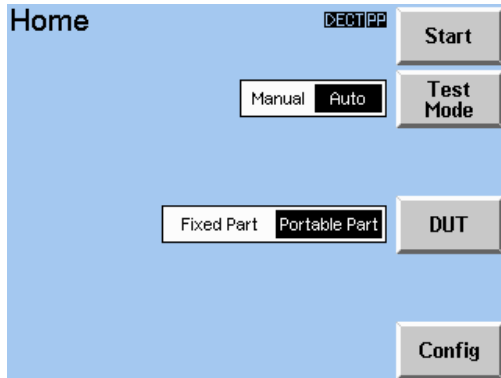 Home
DECT PP
Start
Manual Auto
Test
Mode
Fixed Part Portable Part
DUT
Config